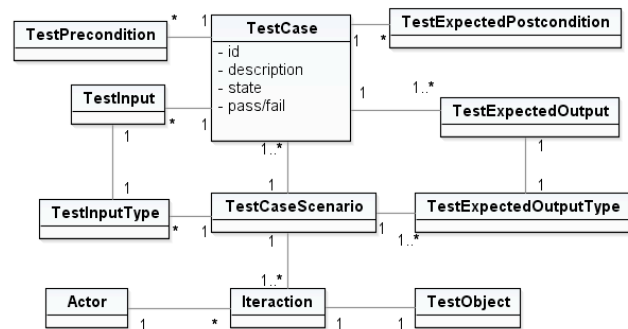 * 1 TestCase 1 TestExpectedPostcondition
TestPrecondition
1 *
- id
- description
- state
- pass/fail
TestInput
* 1
1 1..*
TestExpectedOutput
1 1..* 1
1 1 1
TestInputType TestCaseScenario TestExpectedOutputType
* 1 1 1..*
1
1..*
Actor Iteraction TestObject
1 * 1 1